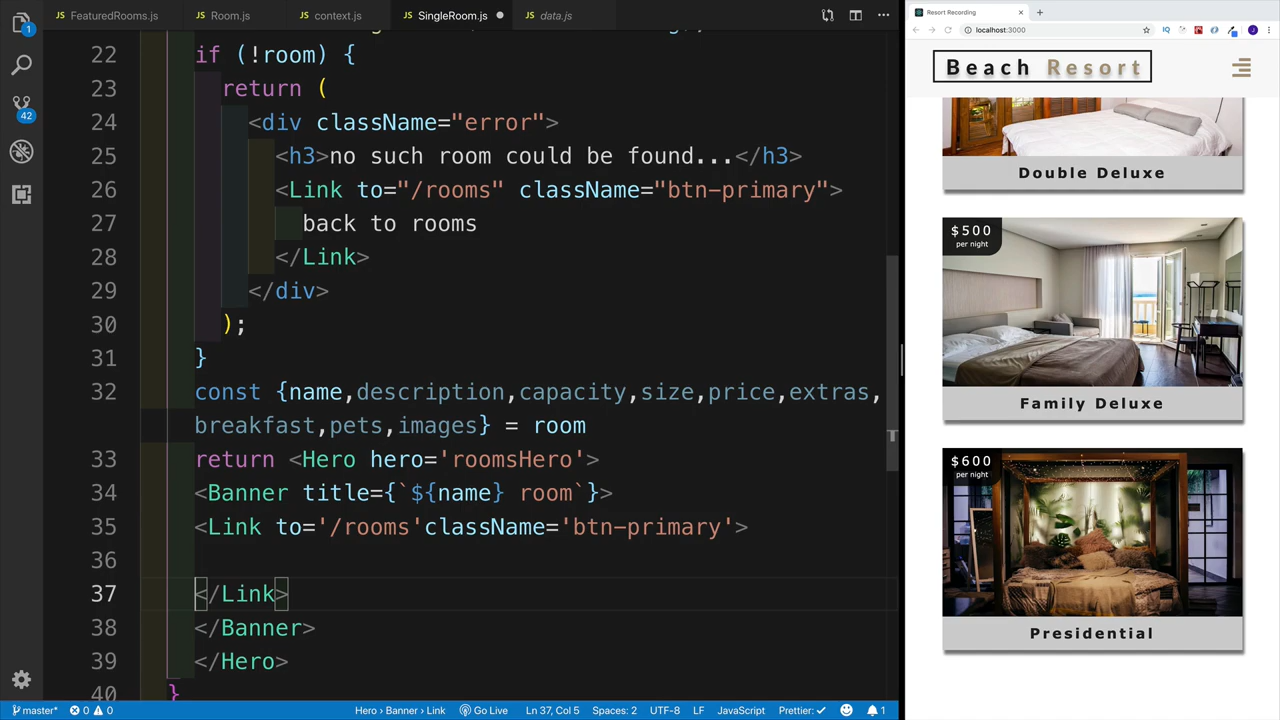 FeaturedRooms.js Room.js context.js SingleRoom.js data.js
22 if (!room) {
23 return (
24 <div className="error">
25 <h3>no such room could be found...</h3>
26 <Link to="/rooms" className="btn-primary">
27 back to rooms
28 </Link>
29 </div>
30 );
31 }
32 const {name,description,capacity,size,price,extras,
breakfast,pets,images} = room
33 return <Hero hero='roomsHero'>
34 <Banner title={`${name} room`}>
35 <Link to='/rooms'className='btn-primary'>
36
37 </Link>
38 </Banner>
39 </Hero>
40 }
1
42
master* 0 0 Hero › Banner › Link Go Live Ln 37, Col 5 Spaces: 2 UTF-8 LF JavaScript Prettier: ✓ 1
Resort Recording
localhost:3000
Beach Resort
Double Deluxe
$500
per night
Family Deluxe
$600
per night
Presidential